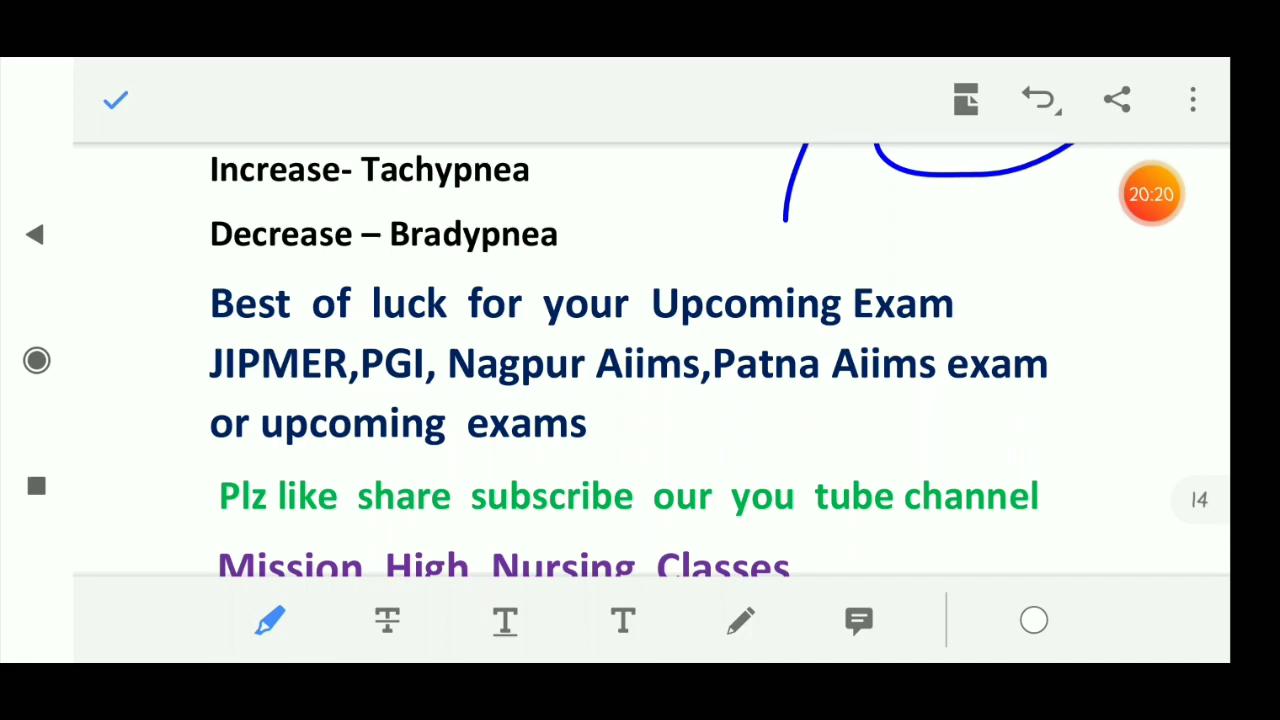 Increase- Tachypnea
20:20
Decrease – Bradypnea
Best of luck for your Upcoming Exam
JIPMER,PGI, Nagpur Aiims,Patna Aiims exam
or upcoming exams
Plz like share subscribe our you tube channel
14
Mission High Nursing Classes